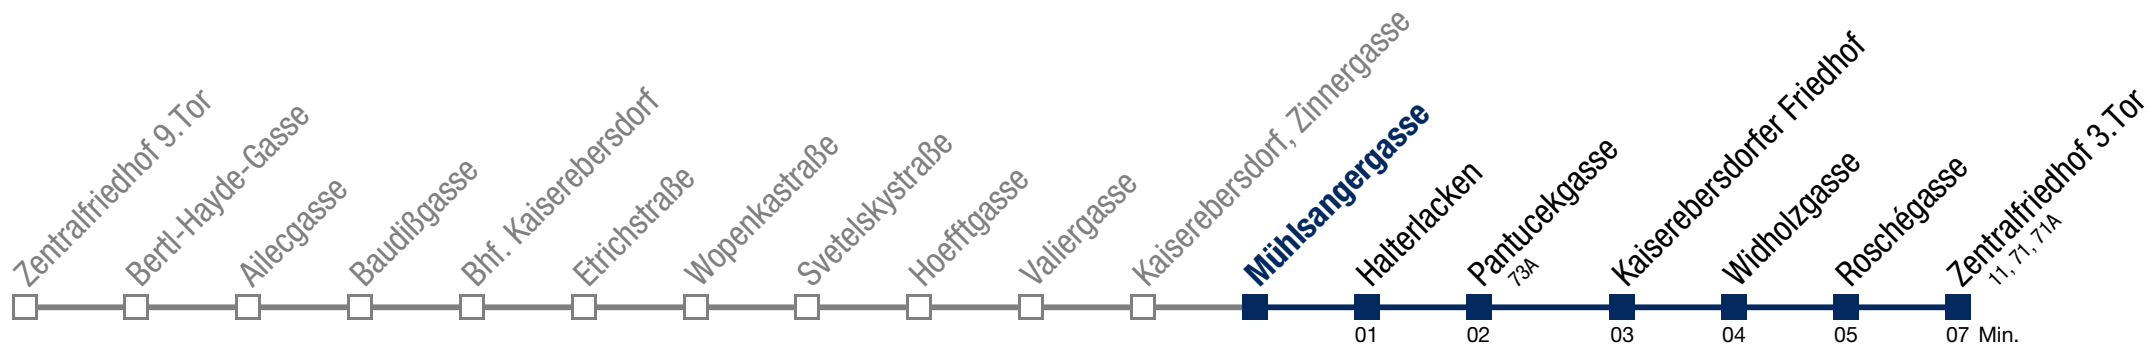 Zentralfriedhof 9.Tor
Bertl-Hayde-Gasse
Ailecgasse
Baudißgasse
Bhf. Kaiserebersdorf
Etrichstraße
Wopenkastraße
Svetelskystraße
Hoefftgasse
Valiergasse
Kaiserebersdorf, Zinnergasse
Mühlsangergasse
Halterlacken
Pantucekgasse
73A
Kaiserebersdorfer Friedhof
Widholzgasse
Roschégasse
Zentralfriedhof 3.Tor
11, 71, 71A
01 02 03 04 05 07 Min.